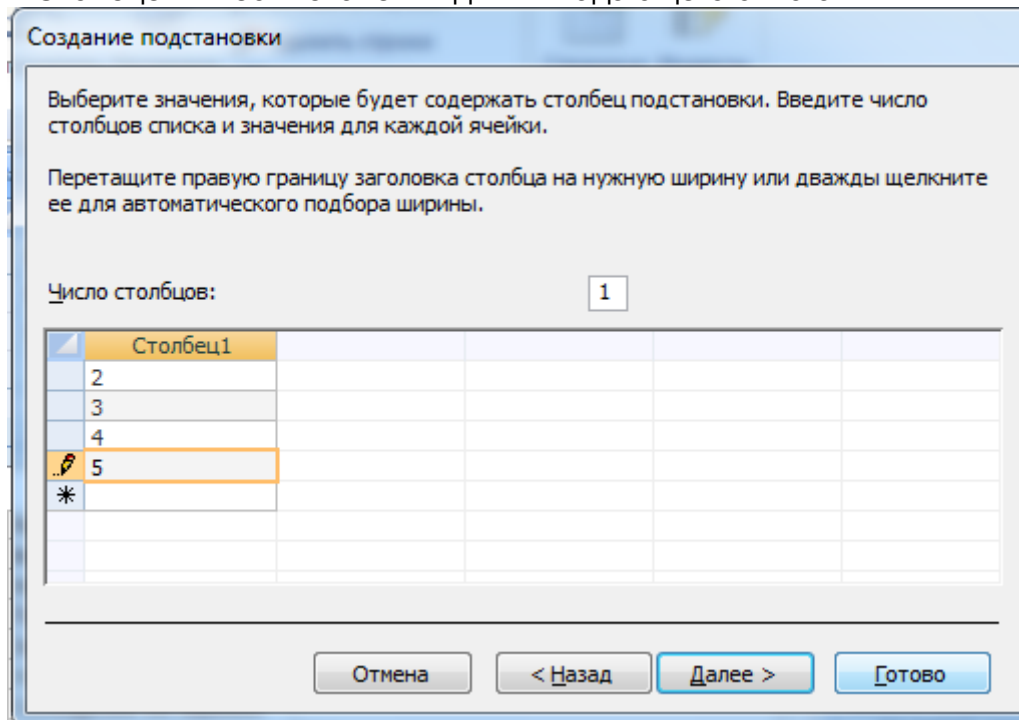 Создание подстановки
Выберите значения, которые будет содержать столбец подстановки. Введите число
столбцов списка и значения для каждой ячейки.
Перетащите правую границу заголовка столбца на нужную ширину или дважды щелкните
ее для автоматического подбора ширины.
Число столбцов: 1
Столбец1
2
3
4
5
Отмена < Назад Далее > Готово